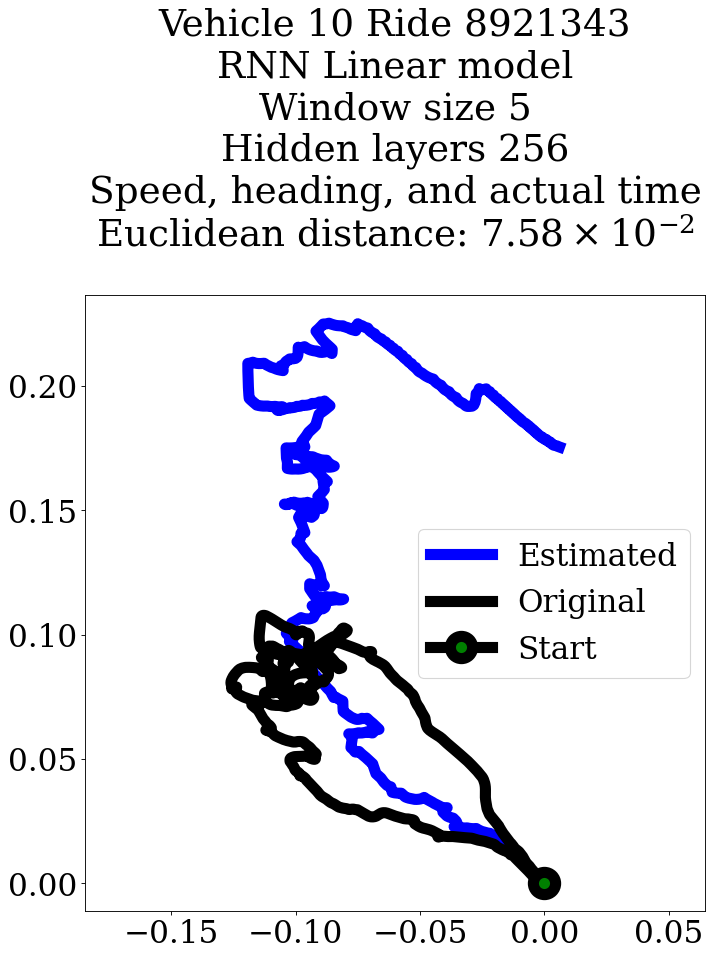 Vehicle 10 Ride 8921343
RNN Linear model
Window size 5
Hidden layers 256
Speed, heading, and actual time
Euclidean distance: 7.58 × 10⁻²
0.20
0.15
0.10
0.05
0.00
Estimated
Original
Start
−0.15 −0.10 −0.05 0.00 0.05